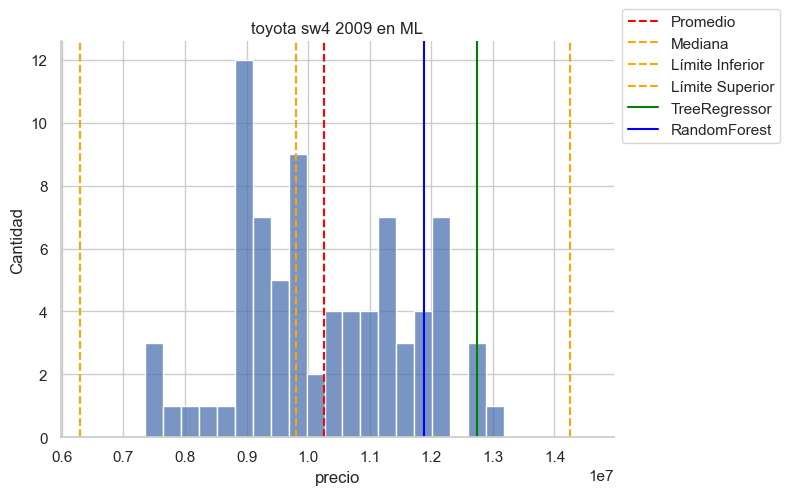 toyota sw4 2009 en ML
Promedio
Mediana
Límite Inferior
Límite Superior
TreeRegressor
RandomForest
Cantidad
12
10
8
6
4
2
0
0.6 0.7 0.8 0.9 1.0 1.1 1.2 1.3 1.4
1e7
precio